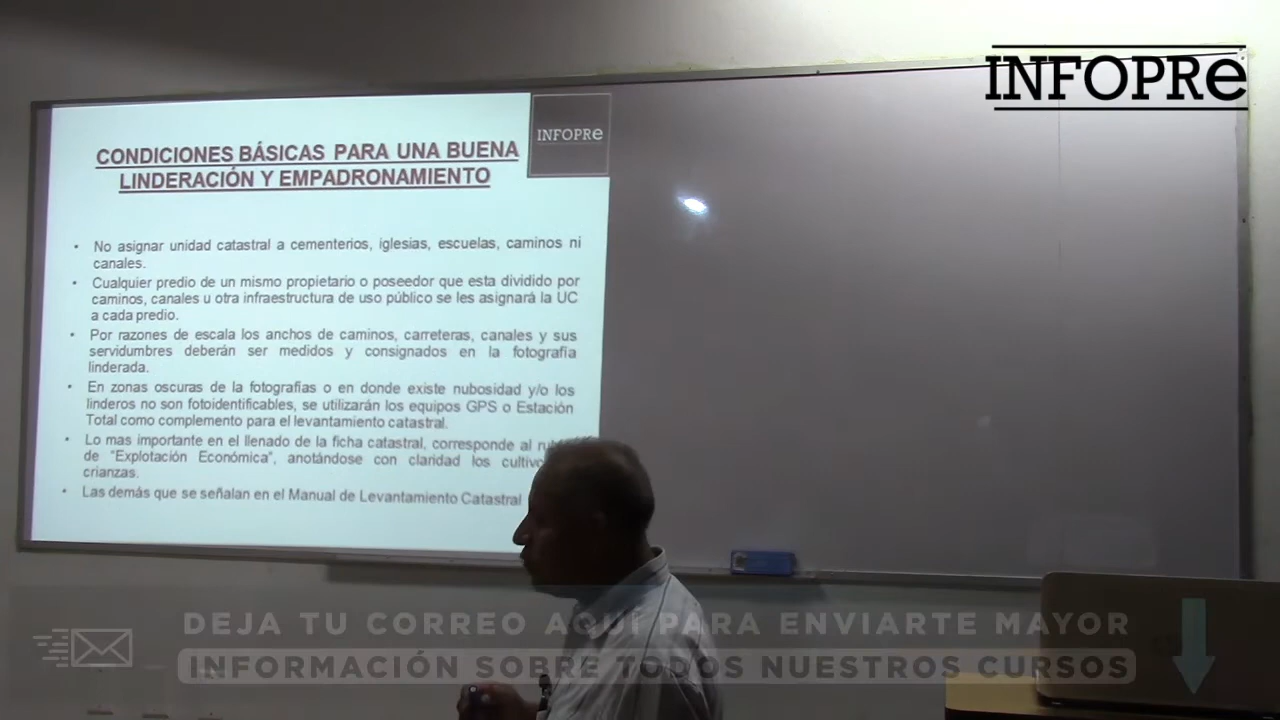 INFOPRe
INFOPRe
CONDICIONES BÁSICAS PARA UNA BUENA
LINDERACIÓN Y EMPADRONAMIENTO
• No asignar unidad catastral a cementerios, iglesias, escuelas, caminos ni
canales.
• Cualquier predio de un mismo propietario o poseedor que esta dividido por
caminos, canales u otra infraestructura de uso público se les asignará la UC
a cada predio.
• Por razones de escala los anchos de caminos, carreteras, canales y sus
servidumbres deberán ser medidos y consignados en la fotografía
linderada.
• En zonas oscuras de la fotografías o en donde existe nubosidad y/o los
linderos no son fotoidentificables, se utilizarán los equipos GPS o Estación
Total como complemento para el levantamiento catastral.
• Lo mas importante en el llenado de la ficha catastral, corresponde al
de "Explotación Económica", anotándose con claridad los
crianzas.
• Las demás que se señalan en el Manual de Levantamiento Catastral
DEJA TU CORREO AQUÍ PARA ENVIARTE MAYOR
INFORMACIÓN SOBRE TODOS NUESTROS CURSOS